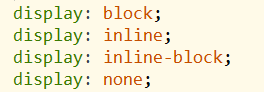 display: block;
display: inline;
display: inline-block;
display: none;